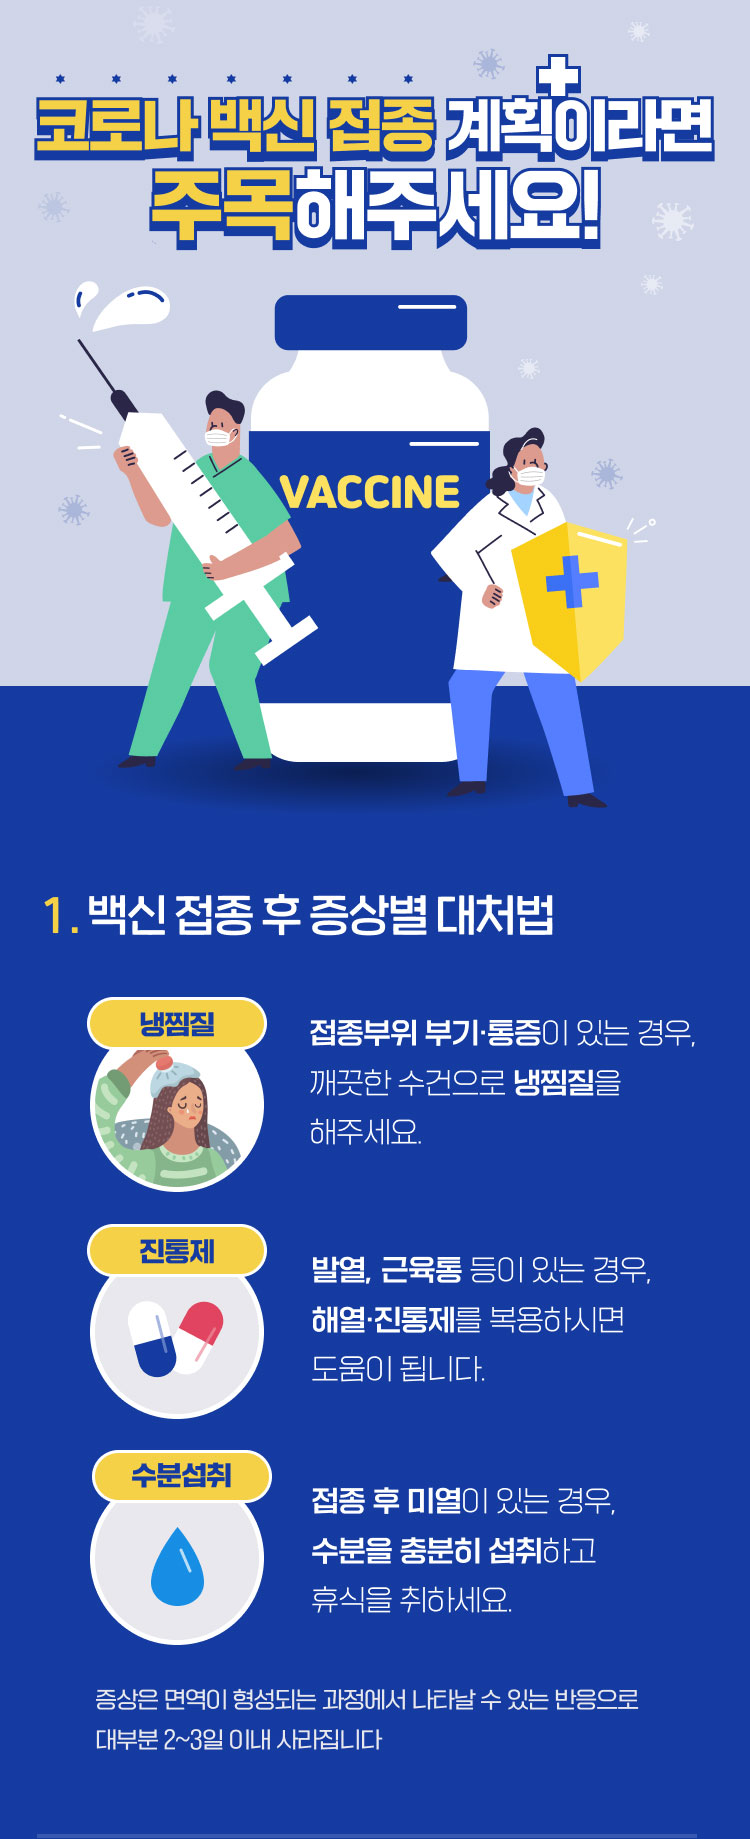 코로나 백신 접종 계획이라면
주목해주세요!
VACCINE
1. 백신 접종 후 증상별 대처법
냉찜질
접종부위 부기·통증이 있는 경우,
깨끗한 수건으로 냉찜질을
해주세요.
진통제
발열, 근육통 등이 있는 경우,
해열·진통제를 복용하시면
도움이 됩니다.
수분섭취
접종 후 미열이 있는 경우,
수분을 충분히 섭취하고
휴식을 취하세요.
증상은 면역이 형성되는 과정에서 나타날 수 있는 반응으로
대부분 2~3일 이내 사라집니다